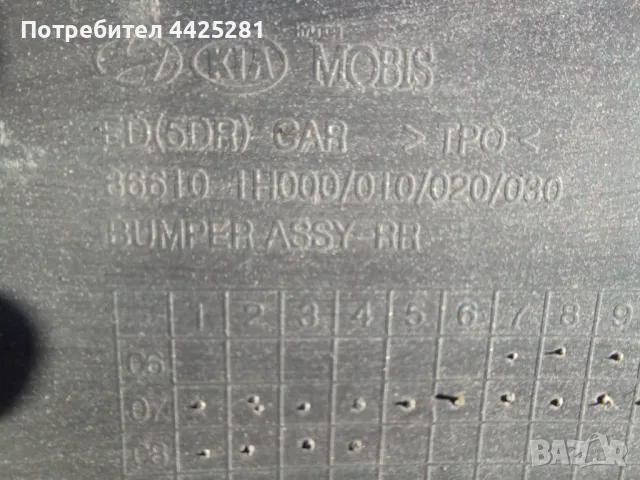 Потребител 4425281
KIA MOBIS
ED(5DR) CAR >TPO<
86610-1H000/010/020/030
BUMPER ASSY-RR
1 2 3 4 5 6 7 8 9
06
07
08
BAZAR